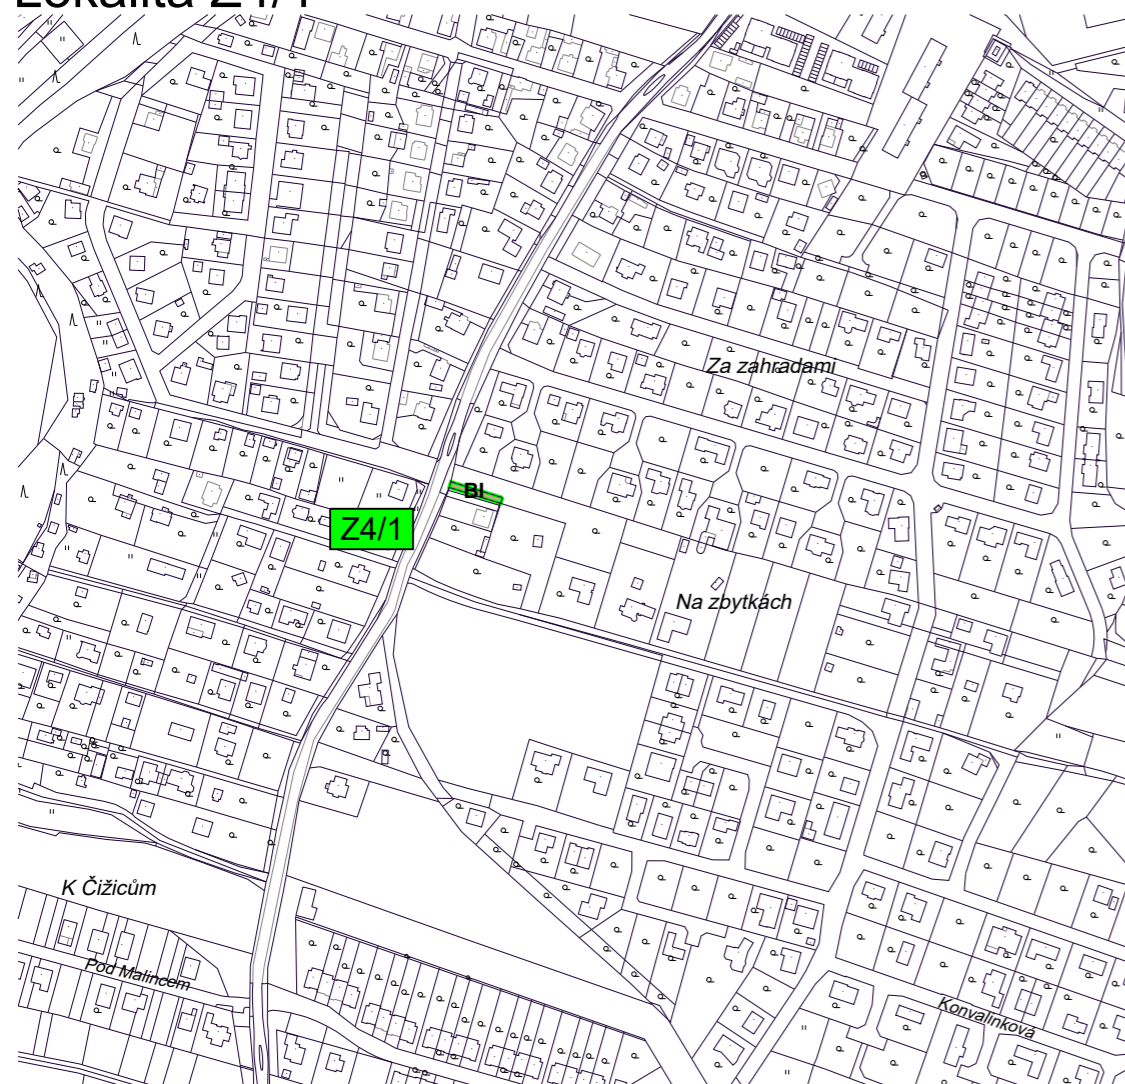 Lokalita Z4/1
Za zahradami
BI
Z4/1
Na zbytkách
K Čižicům
Pod Malincem
Konvalinková